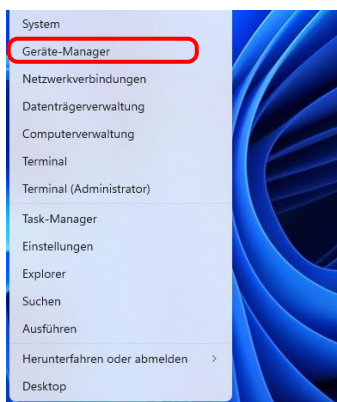 System
Geräte-Manager
Netzwerkverbindungen
Datenträgerverwaltung
Computerverwaltung
Terminal
Terminal (Administrator)
Task-Manager
Einstellungen
Explorer
Suchen
Ausführen
Herunterfahren oder abmelden
Desktop